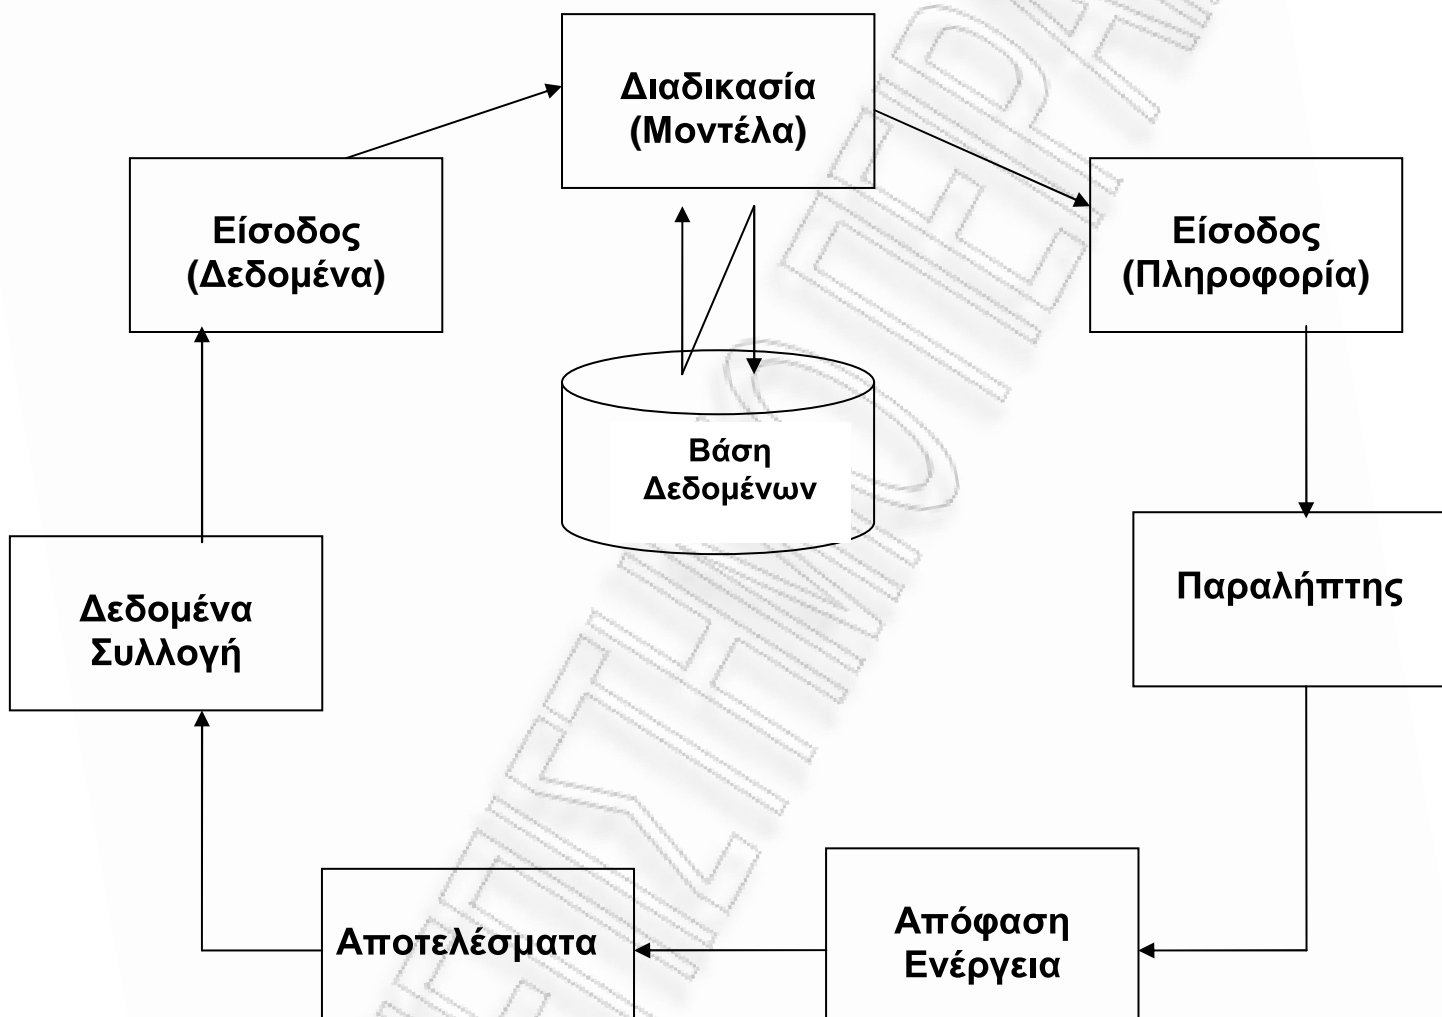 Διαδικασία
(Μοντέλα)
Είσοδος
(Δεδομένα)
Είσοδος
(Πληροφορία)
Βάση
Δεδομένων
Δεδομένα
Συλλογή
Παραλήπτης
Αποτελέσματα
Απόφαση
Ενέργεια